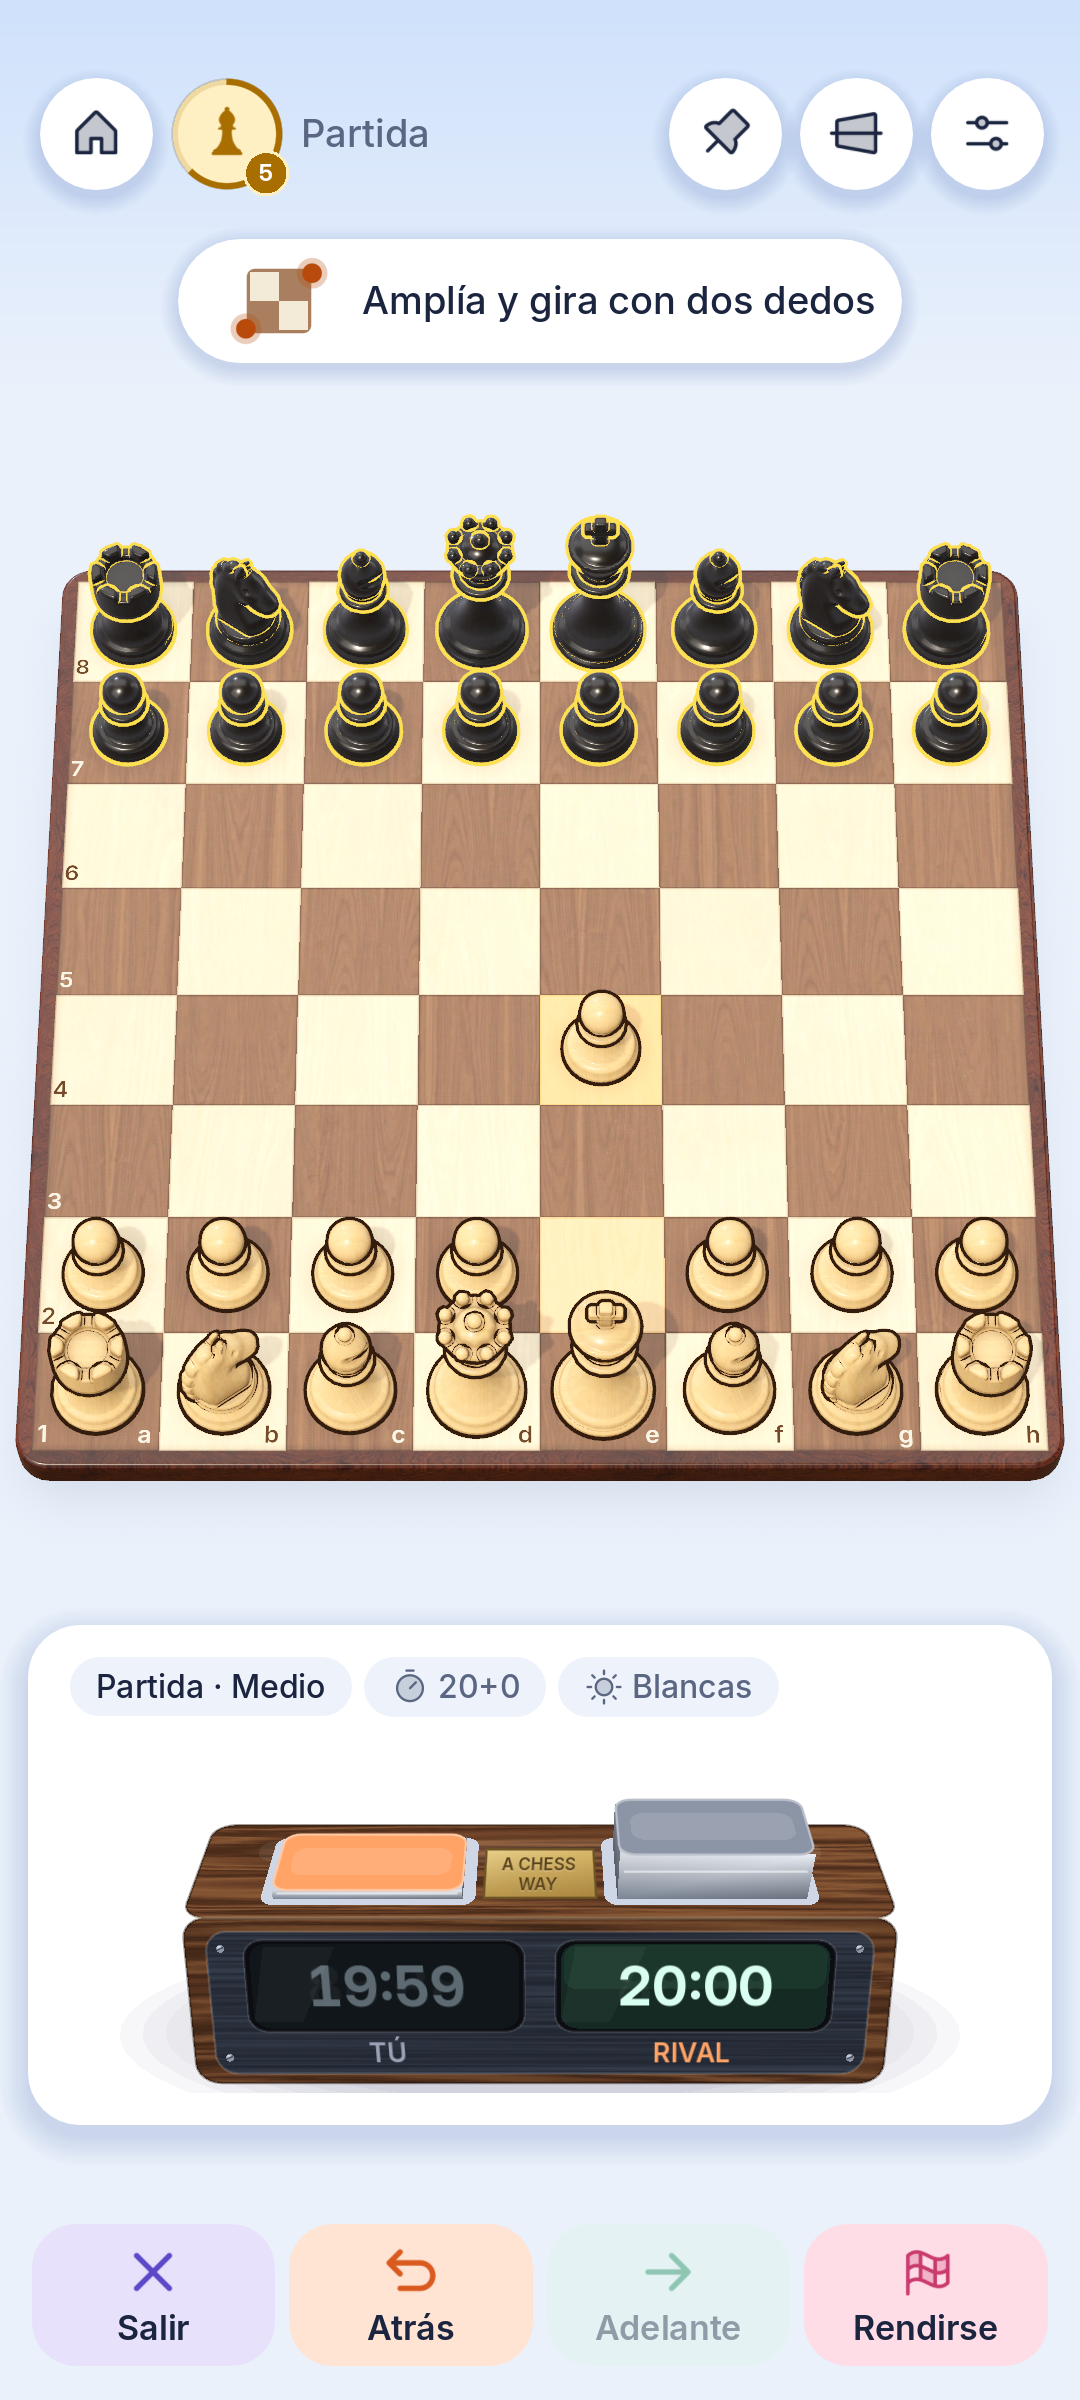 5
Partida
Amplía y gira con dos dedos
8
7
6
5
4
3
2
1 a b c d e f g h
Partida · Medio
20+0
Blancas
A CHESS
WAY
19:59
20:00
TÚ
RIVAL
Salir
Atrás
Adelante
Rendirse